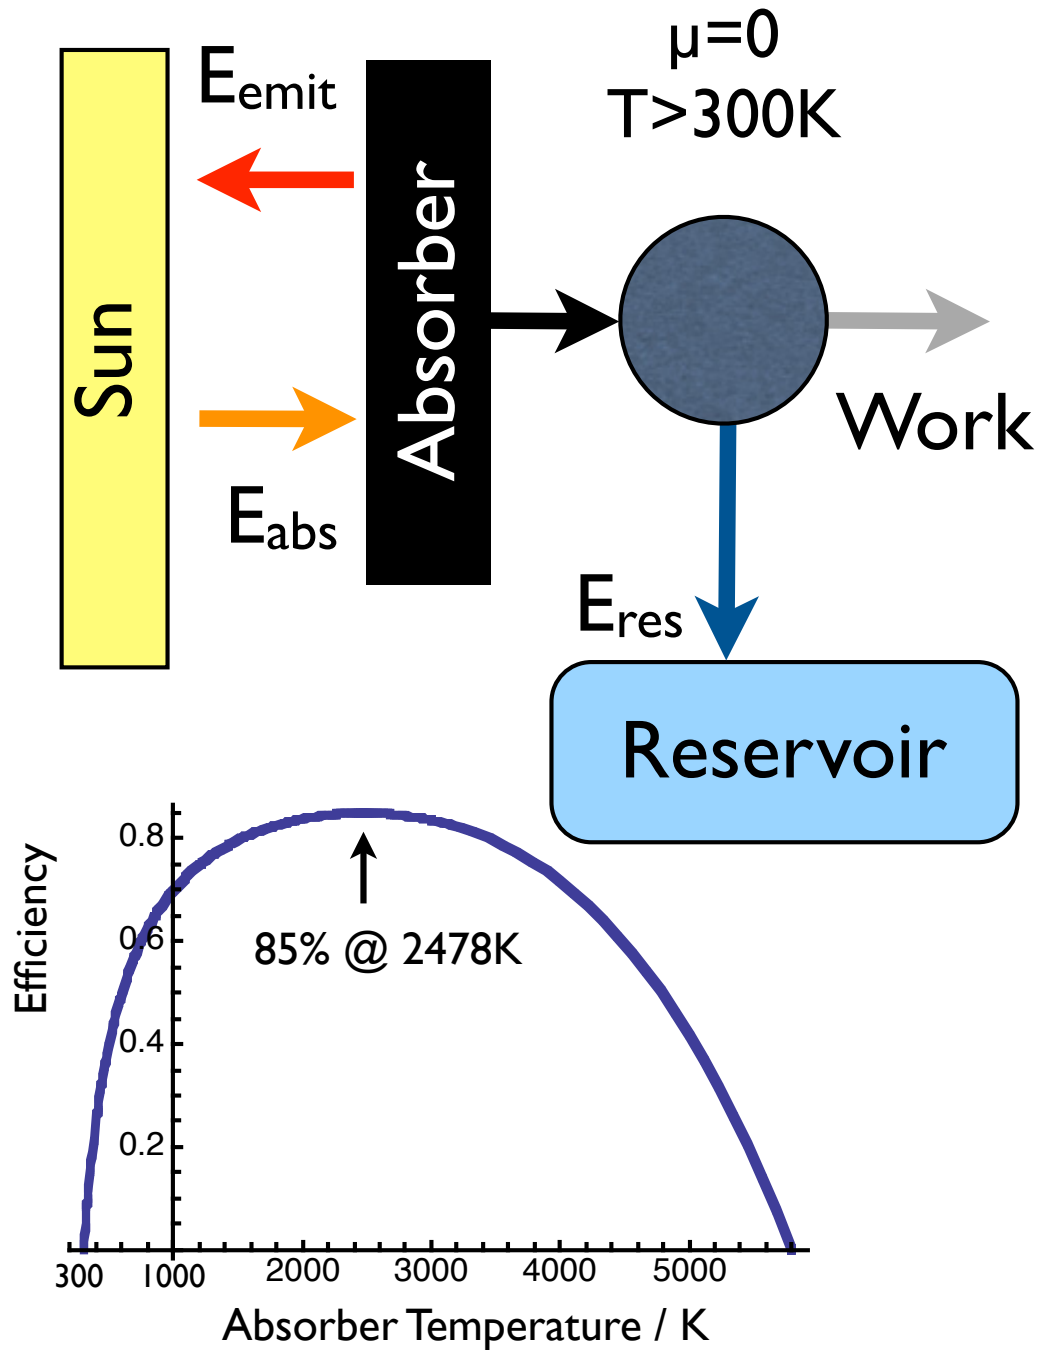 μ=0
T>300K
Eemit
Sun
Absorber
Eabs
Work
Eres
Reservoir
Efficiency
0.8
0.6
0.4
0.2
85% @ 2478K
300 1000 2000 3000 4000 5000
Absorber Temperature / K